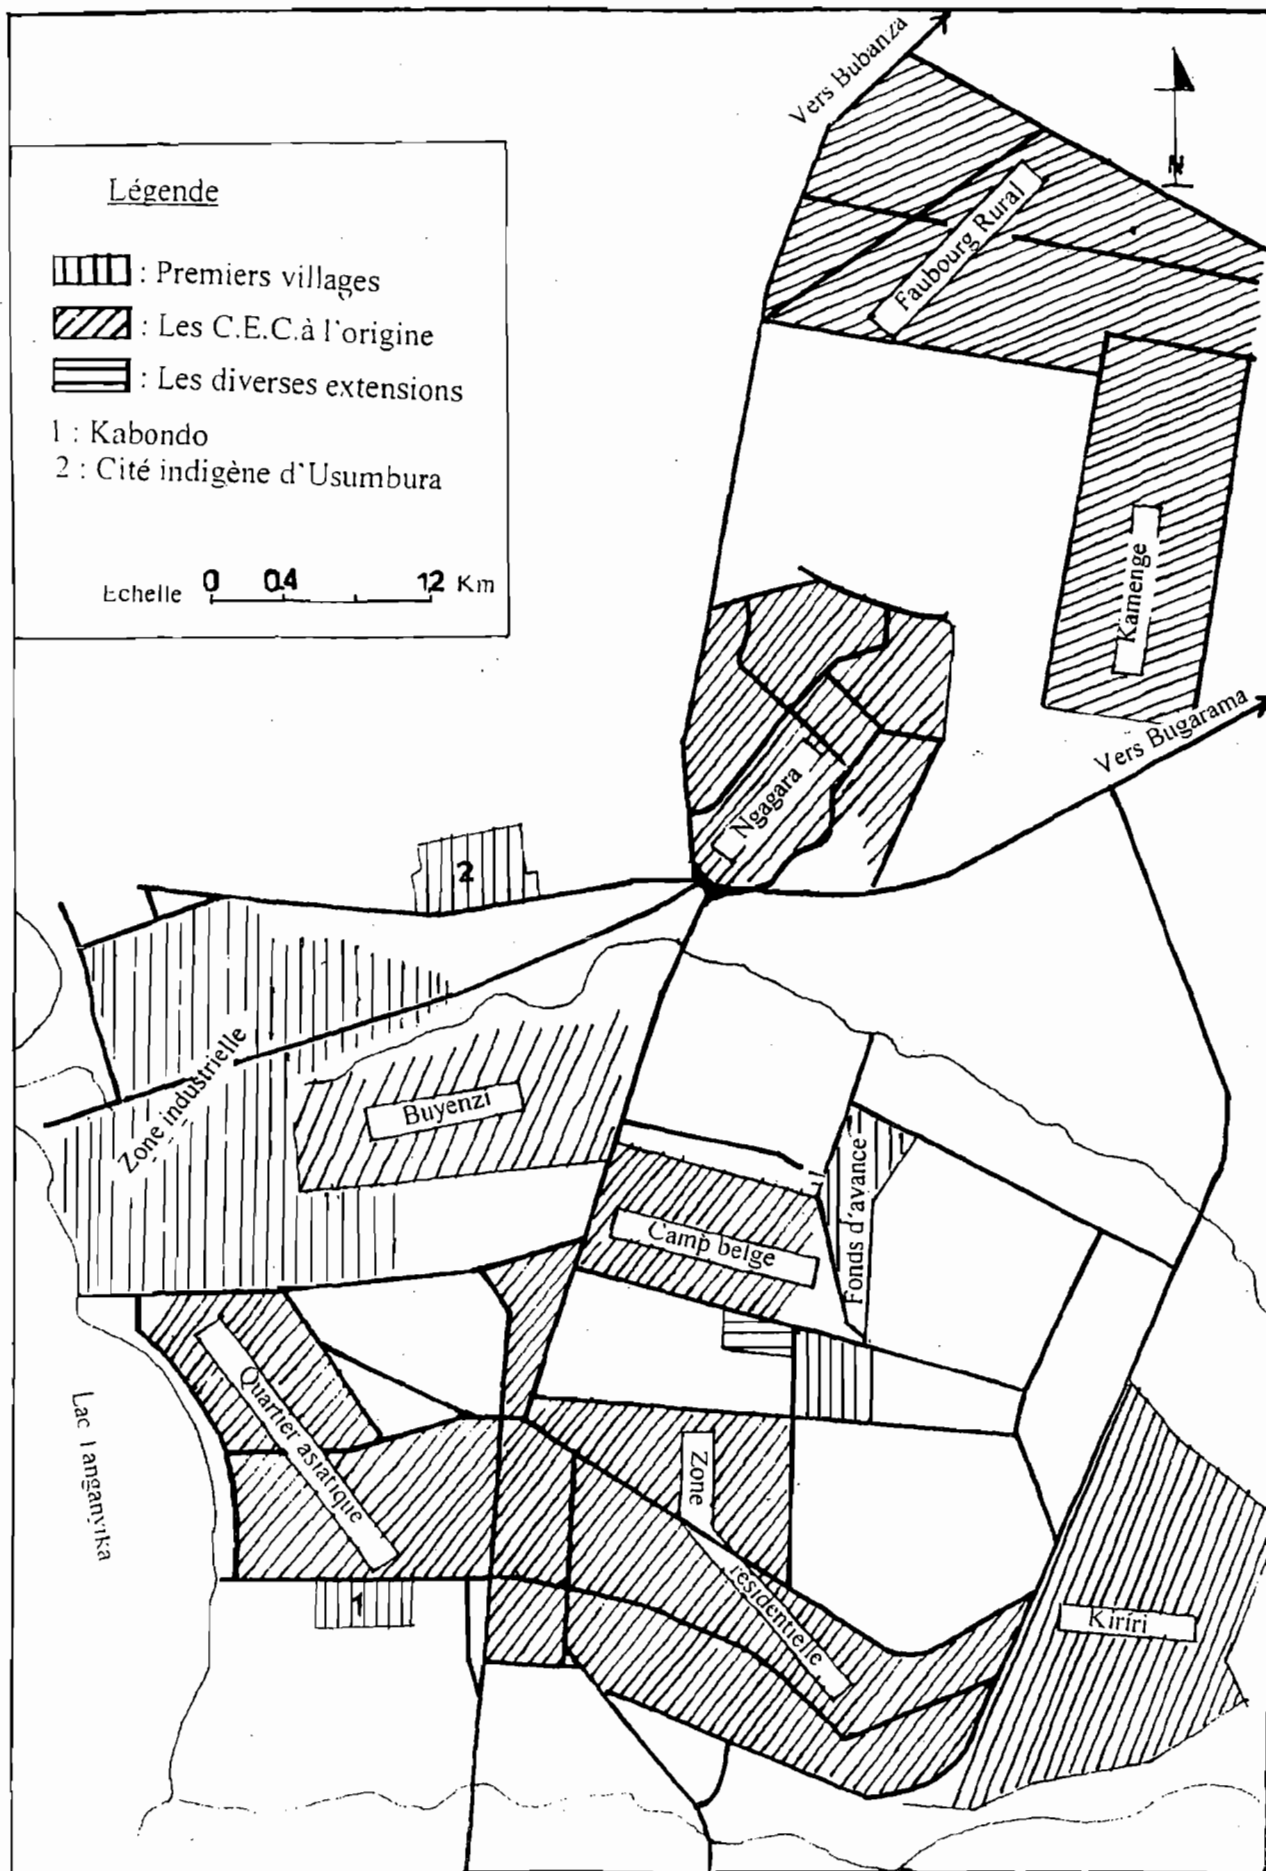 Vers Bubanza
N
Légende
: Premiers villages
: Les C.E.C.à l'origine
: Les diverses extensions
1 : Kabondo
2 : Cité indigène d'Usumbura
Echelle 0 0.4 12 Km
Faubourg Rural
Kamenge
Vers Bugarama
Ngagara
2
Zone industrielle
Buyenzi
Fonds d'avance
Camp belge
Quartier asiatique
Lac Tanganyika
Zone
résidentielle
1
Kiriri